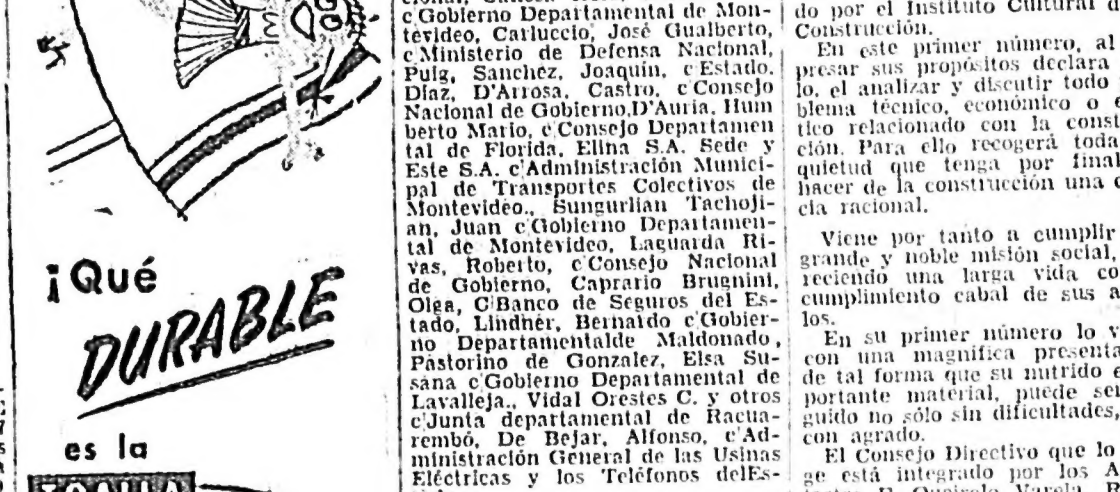 ¡Qué
DURABLE
es la
TOALLA
c'Gobierno Departamental de Mon-
tevideo, Carluccio, José Gualberto,
c'Ministerio de Defensa Nacional,
Puig, Sanchez, Joaquín, c'Estado.
Díaz, D'Arrosa, Castro, c'Consejo
Nacional de Gobierno,D'Auria, Hum
berto Mario, c'Consejo Departamen
tal de Florida, Elina S.A. Sede y
Este S.A. c'Administración Munici-
pal de Transportes Colectivos de
Montevideo., Sungurlian Tachoji-
an, Juan c'Gobierno Departamen-
tal de Montevideo, Laguarda Ri-
vas, Roberto, c'Consejo Nacional
de Gobierno, Caprario Brugnini,
Olga, C'Banco de Seguros del Es-
tado, Lindhér, Bernardo c'Gobier-
no Departamentalde Maldonado,
Pastorino de Gonzalez, Elsa Su-
sana c'Gobierno Departamental de
Lavalleja., Vidal Orestes C. y otros
c'Junta departamental de Racua-
rembó, De Bejar, Alfonso, c'Ad-
ministración General de las Usinas
Eléctricas y los Teléfonos delEs-
do por el Instituto Cultural d
Construcción.
En este primer número, al
presar sus propósitos declara
lo, el analizar y discutir todo
blema técnico, económico o
tico relacionado con la cons
ción. Para ello recogerá toda
quietud que tenga por final
hacer de la construcción una
cia racional.
Viene por tanto a cumplir
grande y noble misión social,
reciendo una larga vida co
cumplimiento cabal de sus a
los.
En su primer número lo v
con una magnífica presenta
de tal forma que su nutrido e
portante material, puede se
guido no sólo sin dificultades,
con agrado.
El Consejo Directivo que lo
ge está integrado por los A
Queirolo Varela